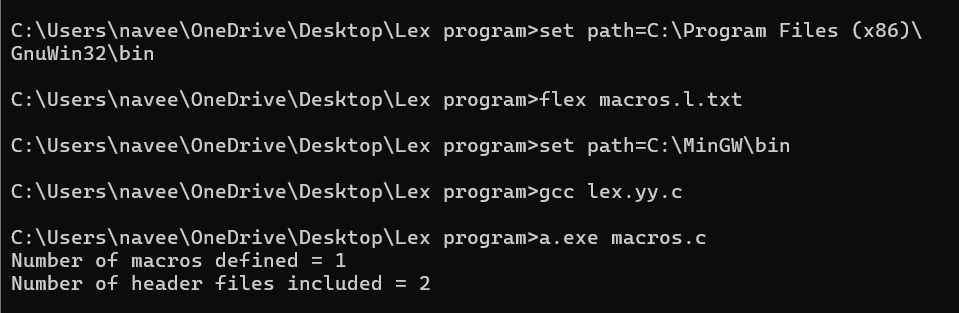 C:\Users\navee\OneDrive\Desktop\Lex program>set path=C:\Program Files (x86)\
GnuWin32\bin
C:\Users\navee\OneDrive\Desktop\Lex program>flex macros.l.txt
C:\Users\navee\OneDrive\Desktop\Lex program>set path=C:\MinGW\bin
C:\Users\navee\OneDrive\Desktop\Lex program>gcc lex.yy.c
C:\Users\navee\OneDrive\Desktop\Lex program>a.exe macros.c
Number of macros defined = 1
Number of header files included = 2